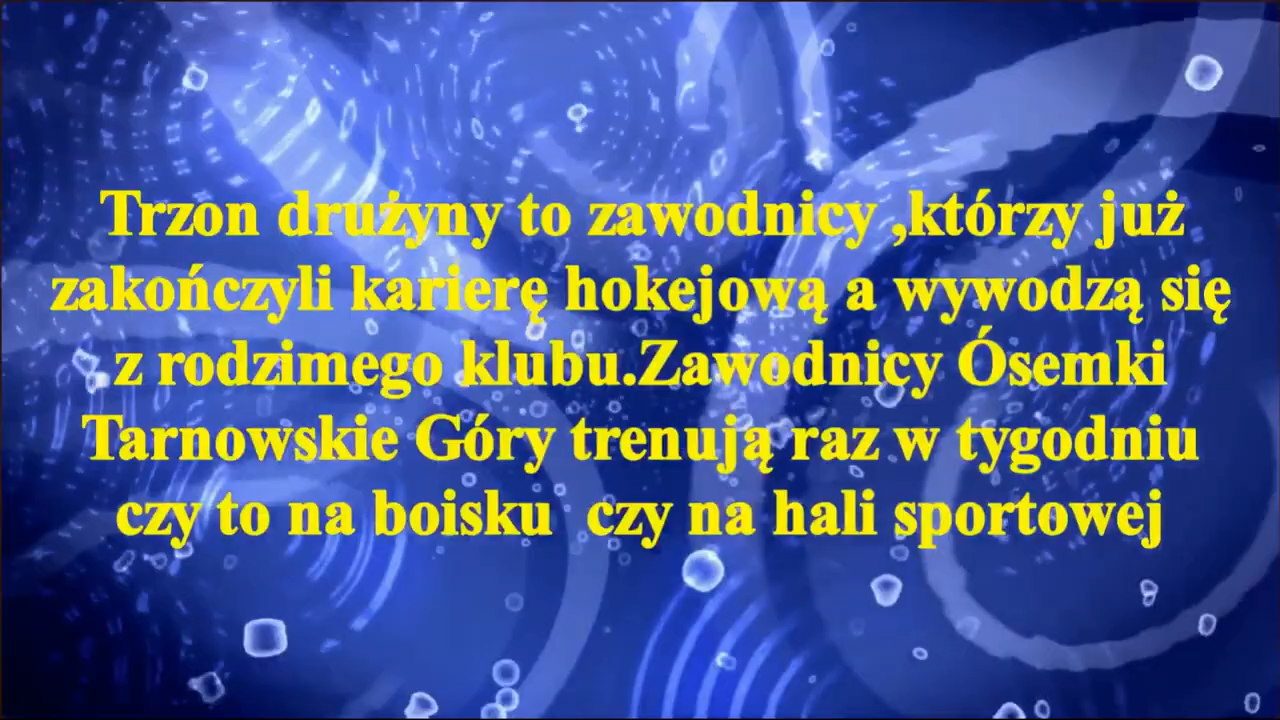 Trzon drużyny to zawodnicy ,którzy już
zakończyli karierę hokejową a wywodzą się
z rodzimego klubu.Zawodnicy Ósemki
Tarnowskie Góry trenują raz w tygodniu
czy to na boisku  czy na hali sportowej